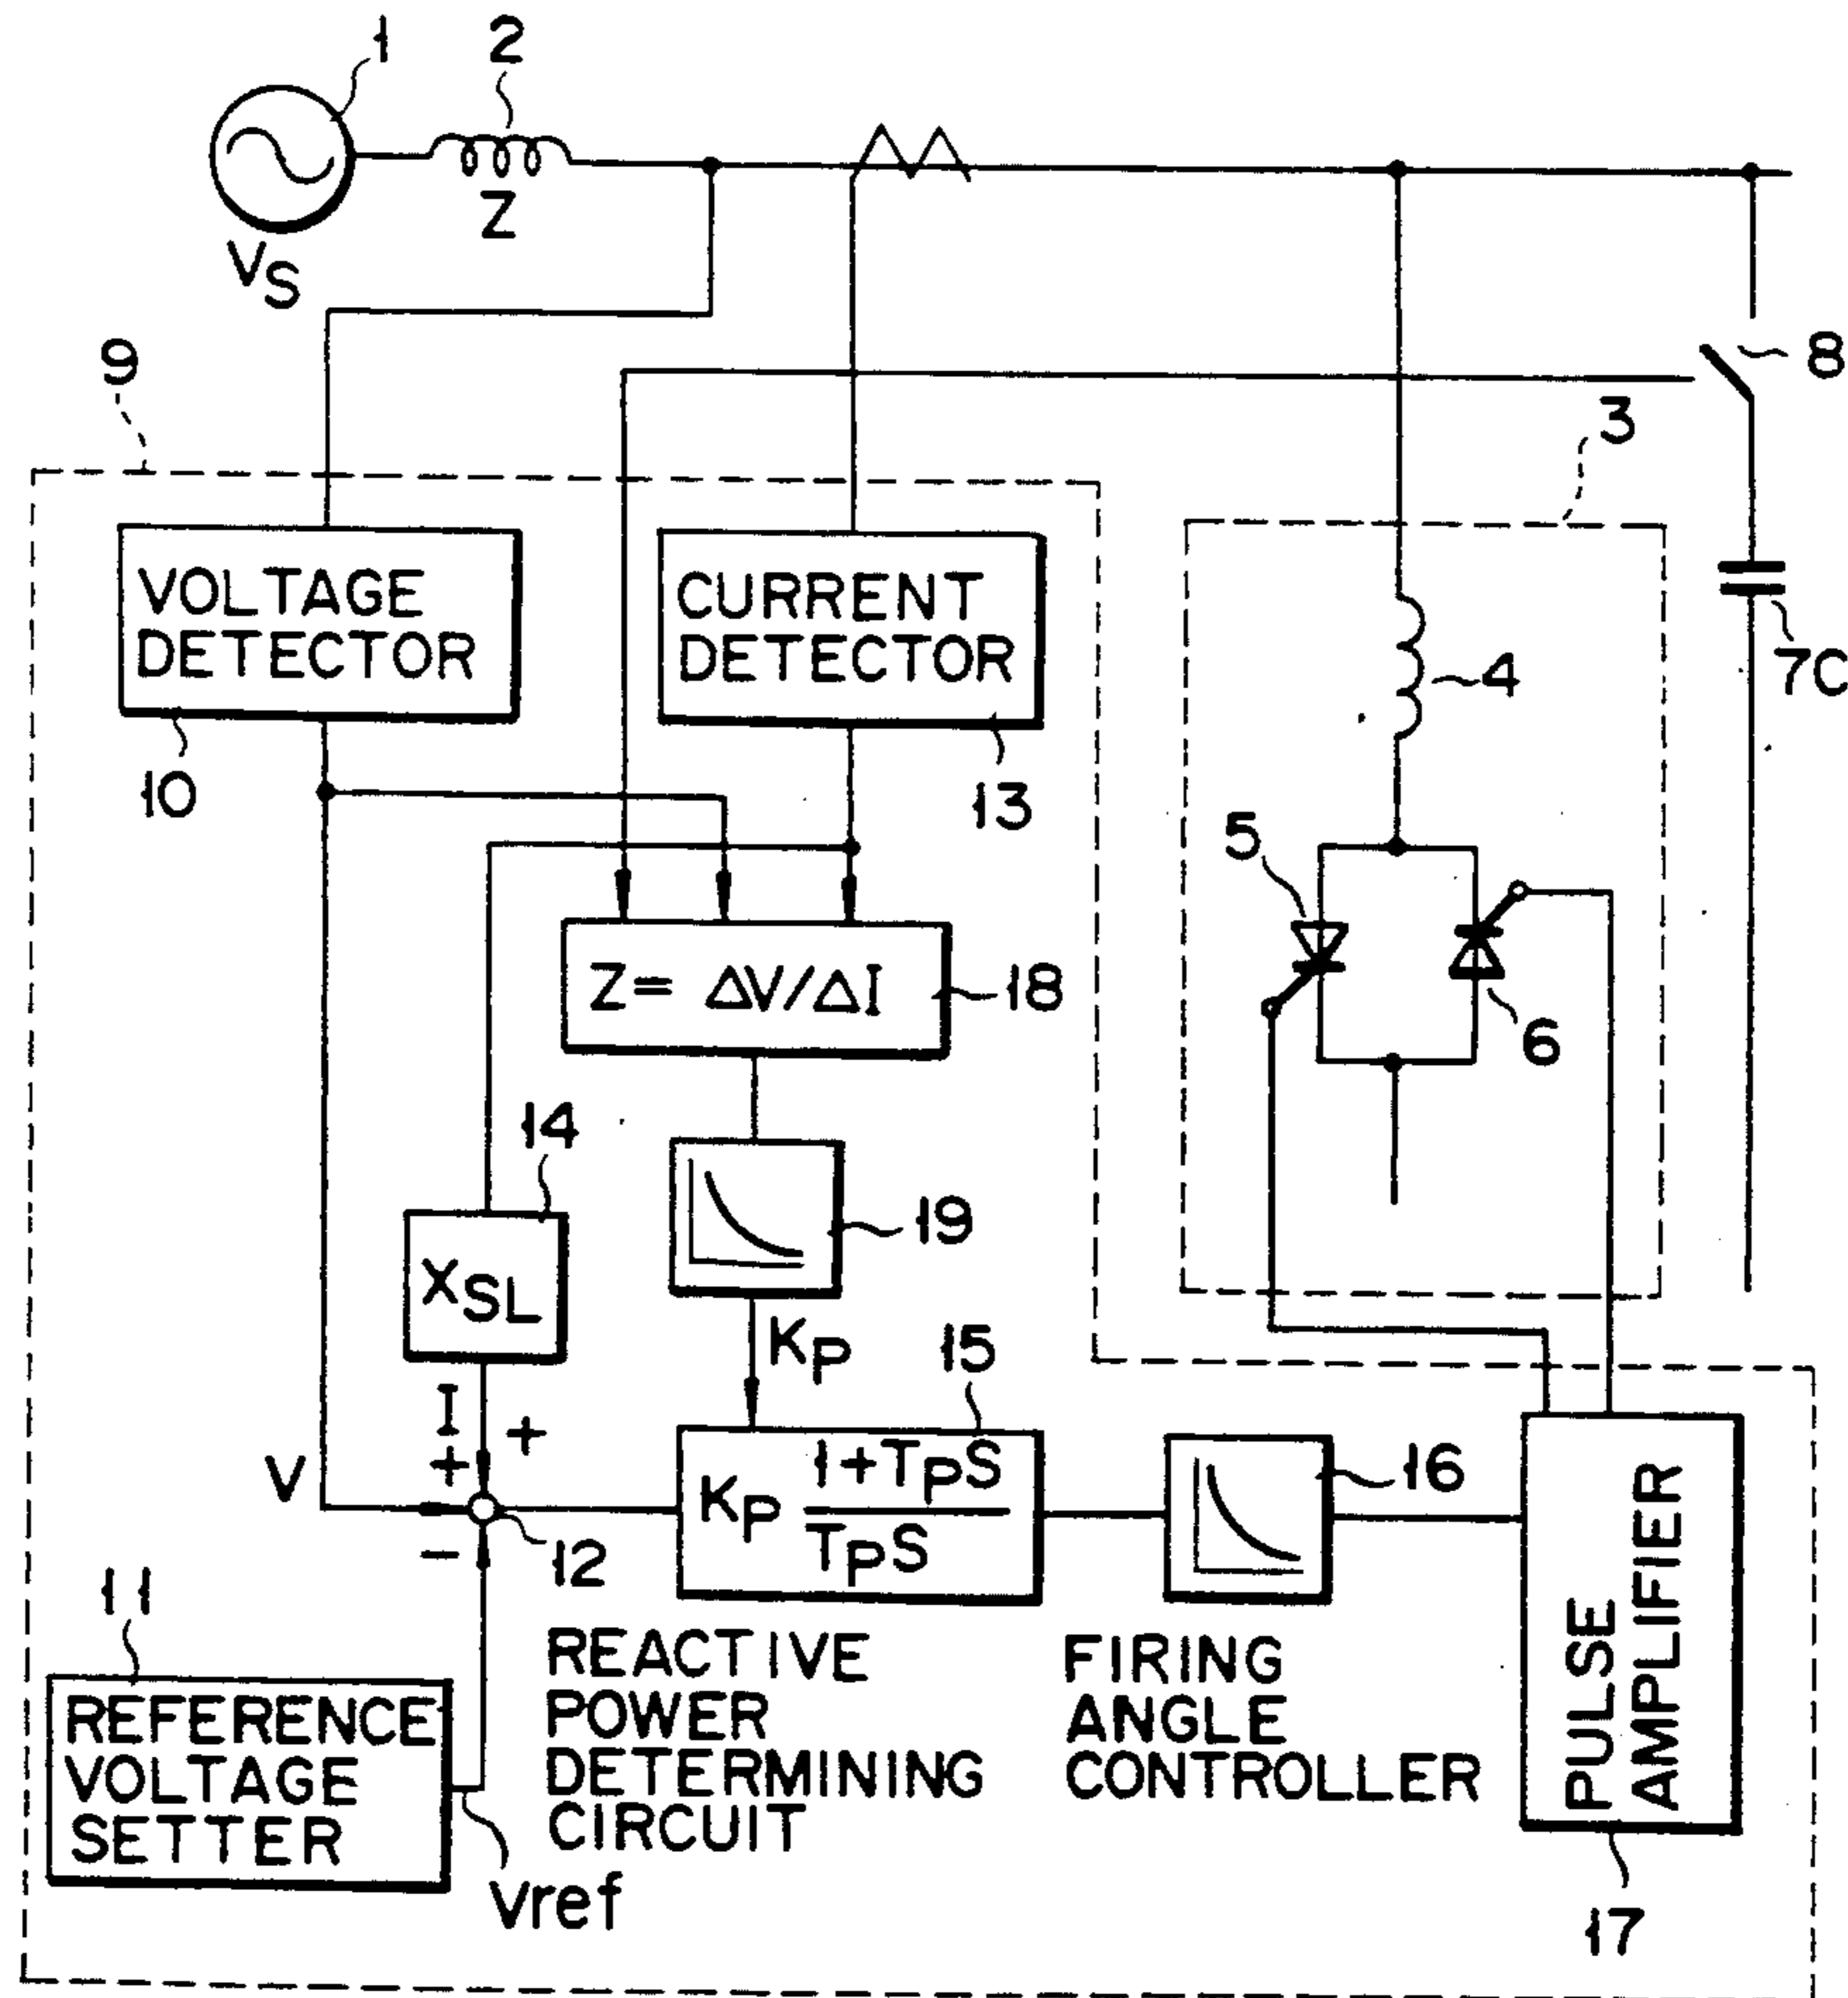 1
2
Z
VS
9
8
3
VOLTAGE
DETECTOR
CURRENT
DETECTOR
4
7C
10
13
5
Z= ΔV/ΔI
18
6
14
19
XSL
KP
15
I
+
+
V
KP (1+TPS)/(TPS)
16
-
12
11
REFERENCE
VOLTAGE
SETTER
Vref
REACTIVE
POWER
DETERMINING
CIRCUIT
FIRING
ANGLE
CONTROLLER
PULSE
AMPLIFIER
17